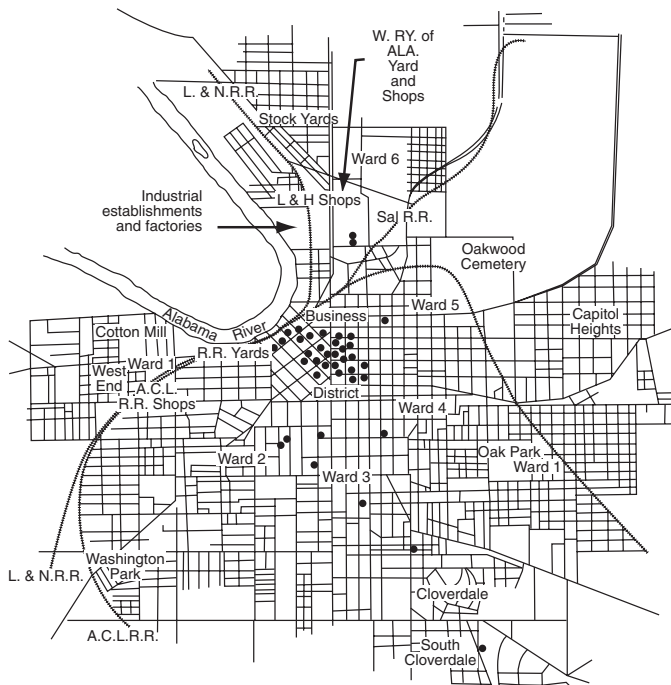 W. RY. of
ALA.
Yard
and
Shops
L. & N.R.R.
Stock Yards
Ward 6
Industrial
establishments
and factories
L & H Shops
Sal R.R.
Oakwood
Cemetery
Alabama River
Business
Ward 5
Capitol
Heights
Cotton Mill
R.R. Yards
Ward 1
West
End
A.C.L.
R.R. Shops
District
Ward 4
Ward 2
Oak Park
Ward 1
Ward 3
Washington
Park
L. & N.R.R.
Cloverdale
A.C.L.R.R.
South
Cloverdale